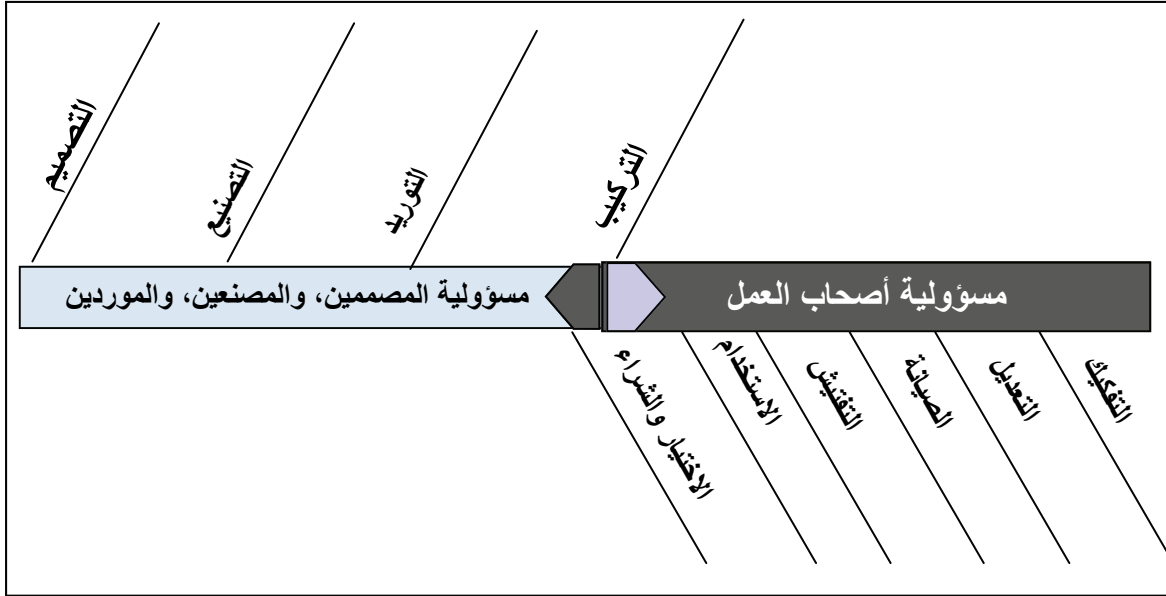 التصميم
التصنيع
التوريد
التركيب
مسؤولية المصممين، والمصنعين، والموردين
مسؤولية أصحاب العمل
الاختيار والشراء
الاستخدام
التفتيش
الصيانة
التعديل
التفكيك